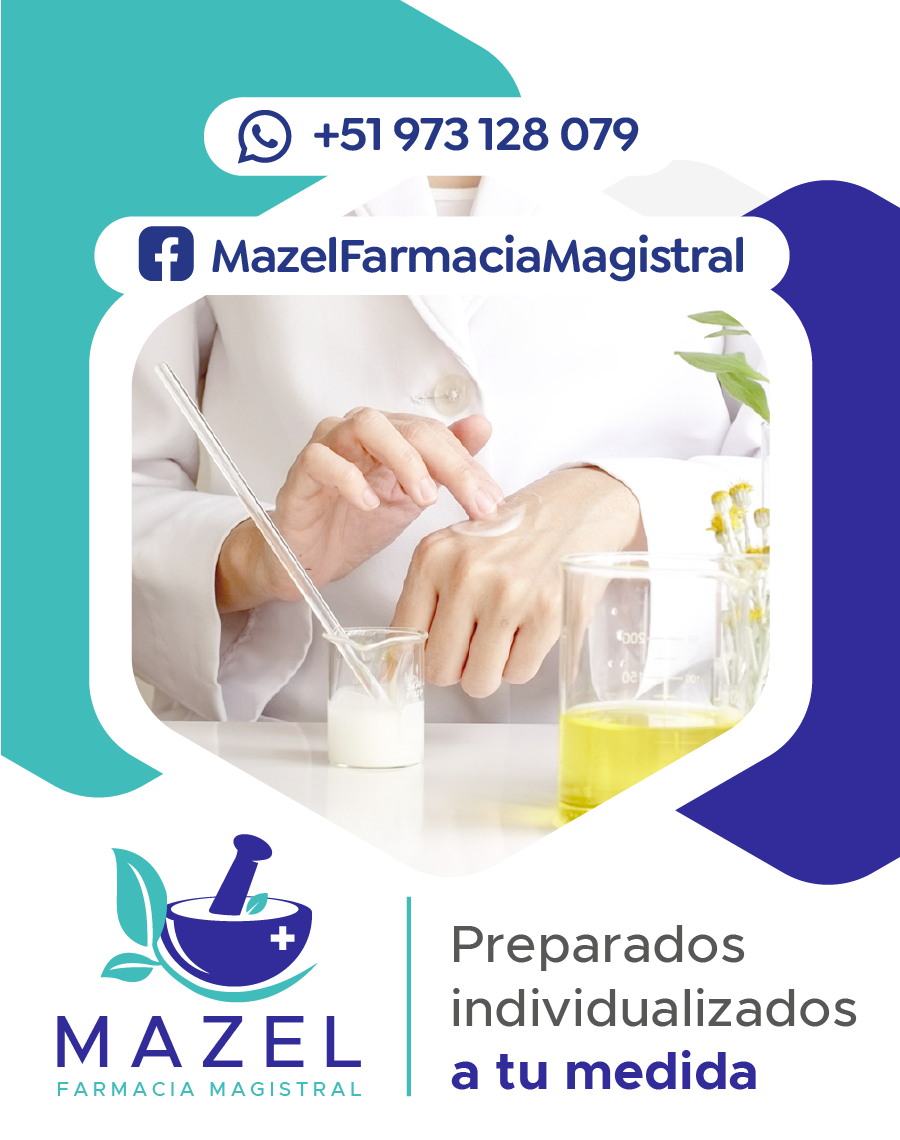 +51 973 128 079
MazelFarmaciaMagistral
MAZEL
FARMACIA MAGISTRAL
Preparados
individualizados
a tu medida